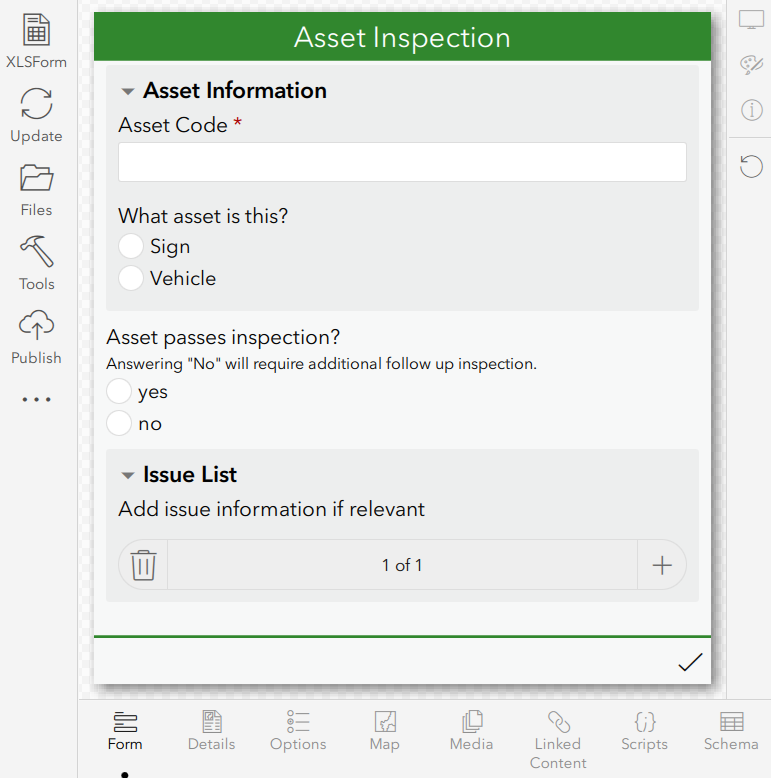 Asset Inspection
XLSForm
Update
Files
Tools
Publish
Asset Information
Asset Code *
What asset is this?
Sign
Vehicle
Asset passes inspection?
Answering "No" will require additional follow up inspection.
yes
no
Issue List
Add issue information if relevant
1 of 1
Form
Details
Options
Map
Media
Linked
Content
Scripts
Schema